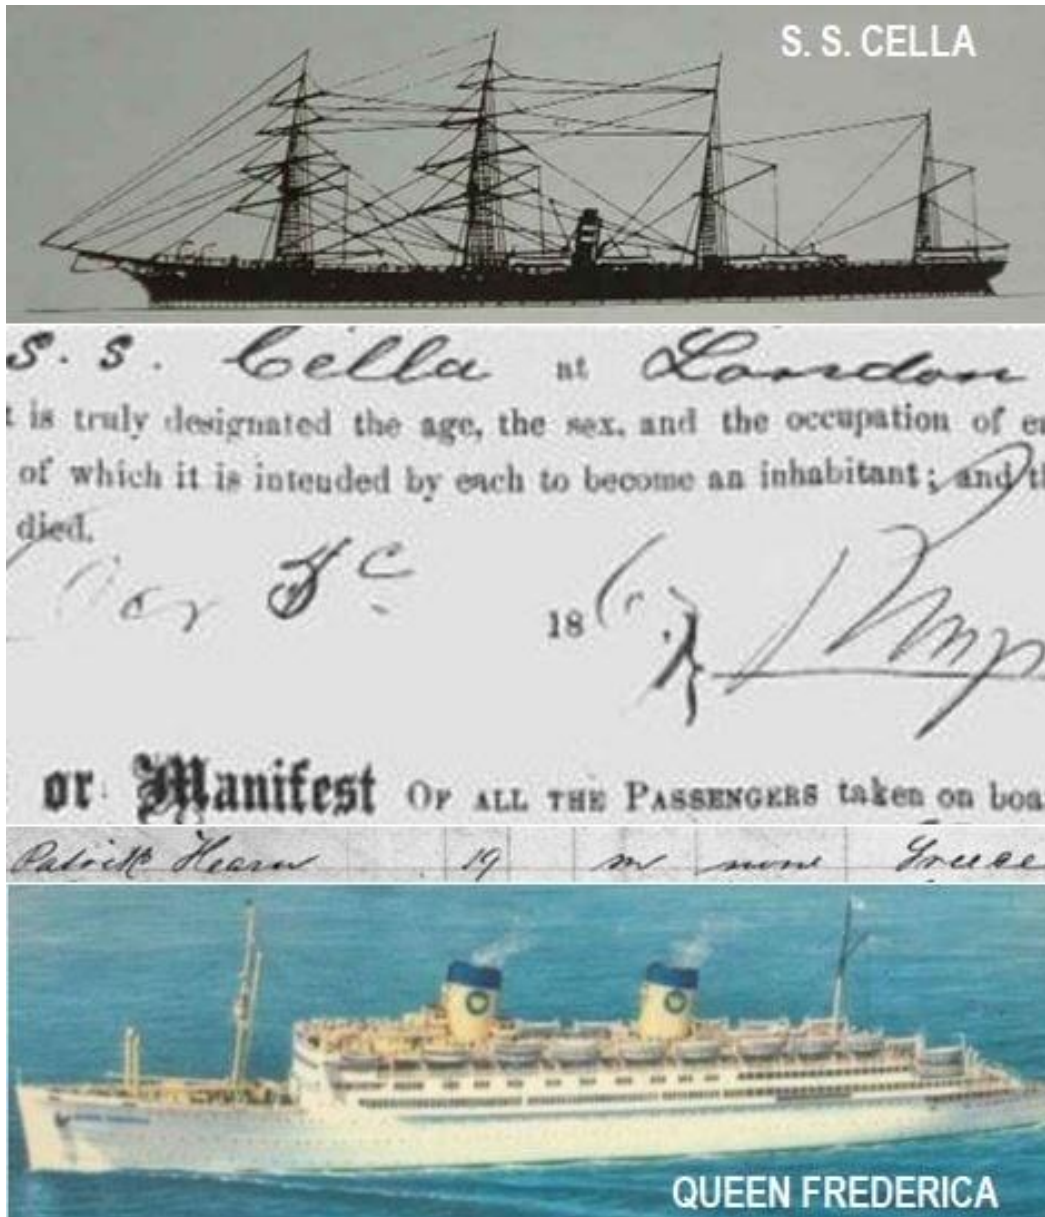 S. S. CELLA
S. S. Cella at London
t is truly designated the age, the sex, and the occupation of e
of which it is intended by each to become an inhabitant; and th
died.
18
or Manifest OF ALL THE PASSENGERS taken on boa
Patrick Hearn 19 m none Greece
QUEEN FREDERICA